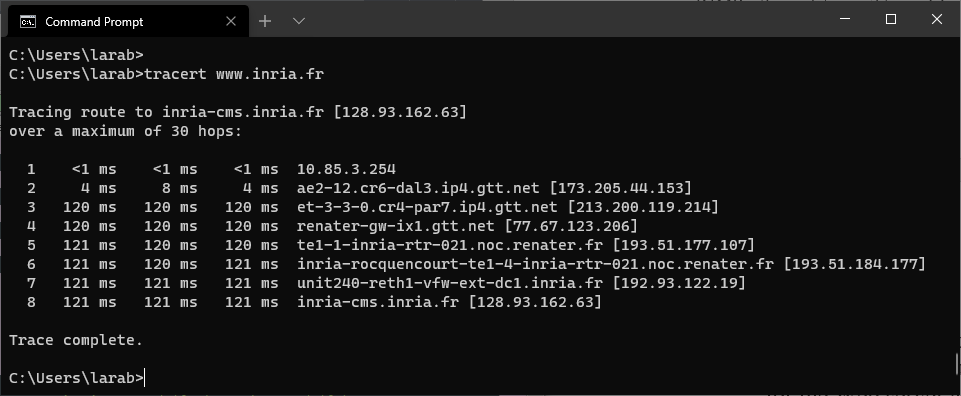 Command Prompt
C:\Users\larab>
C:\Users\larab>tracert www.inria.fr
Tracing route to inria-cms.inria.fr [128.93.162.63]
over a maximum of 30 hops:
1 <1 ms <1 ms <1 ms 10.85.3.254
2 4 ms 8 ms 4 ms ae2-12.cr6-dal3.ip4.gtt.net [173.205.44.153]
3 120 ms 120 ms 120 ms et-3-3-0.cr4-par7.ip4.gtt.net [213.200.119.214]
4 120 ms 120 ms 120 ms renater-gw-ix1.gtt.net [77.67.123.206]
5 121 ms 120 ms 120 ms te1-1-inria-rtr-021.noc.renater.fr [193.51.177.107]
6 121 ms 120 ms 121 ms inria-rocquencourt-te1-4-inria-rtr-021.noc.renater.fr [193.51.184.177]
7 121 ms 121 ms 121 ms unit240-reth1-vfw-ext-dc1.inria.fr [192.93.122.19]
8 121 ms 121 ms 121 ms inria-cms.inria.fr [128.93.162.63]
Trace complete.
C:\Users\larab>